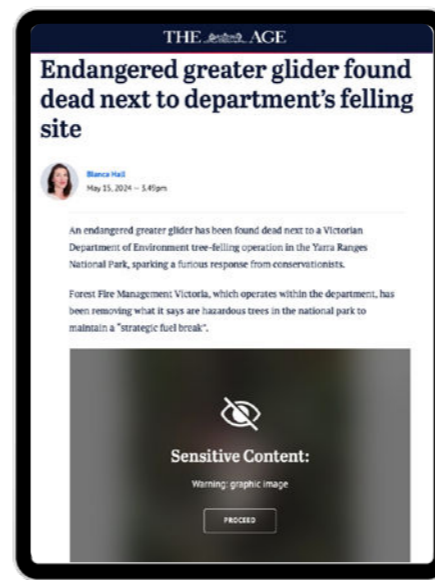 THE AGE
Endangered greater glider found
dead next to department's felling
site
Bianca Hall
May 15, 2024 — 3.49pm
An endangered greater glider has been found dead next to a Victorian
Department of Environment tree-felling operation in the Yarra Ranges
National Park, sparking a furious response from conservationists.
Forest Fire Management Victoria, which operates within the department, has
been removing what it says are hazardous trees in the national park to
maintain a "strategic fuel break".
Sensitive Content:
Warning: graphic image
PROCEED